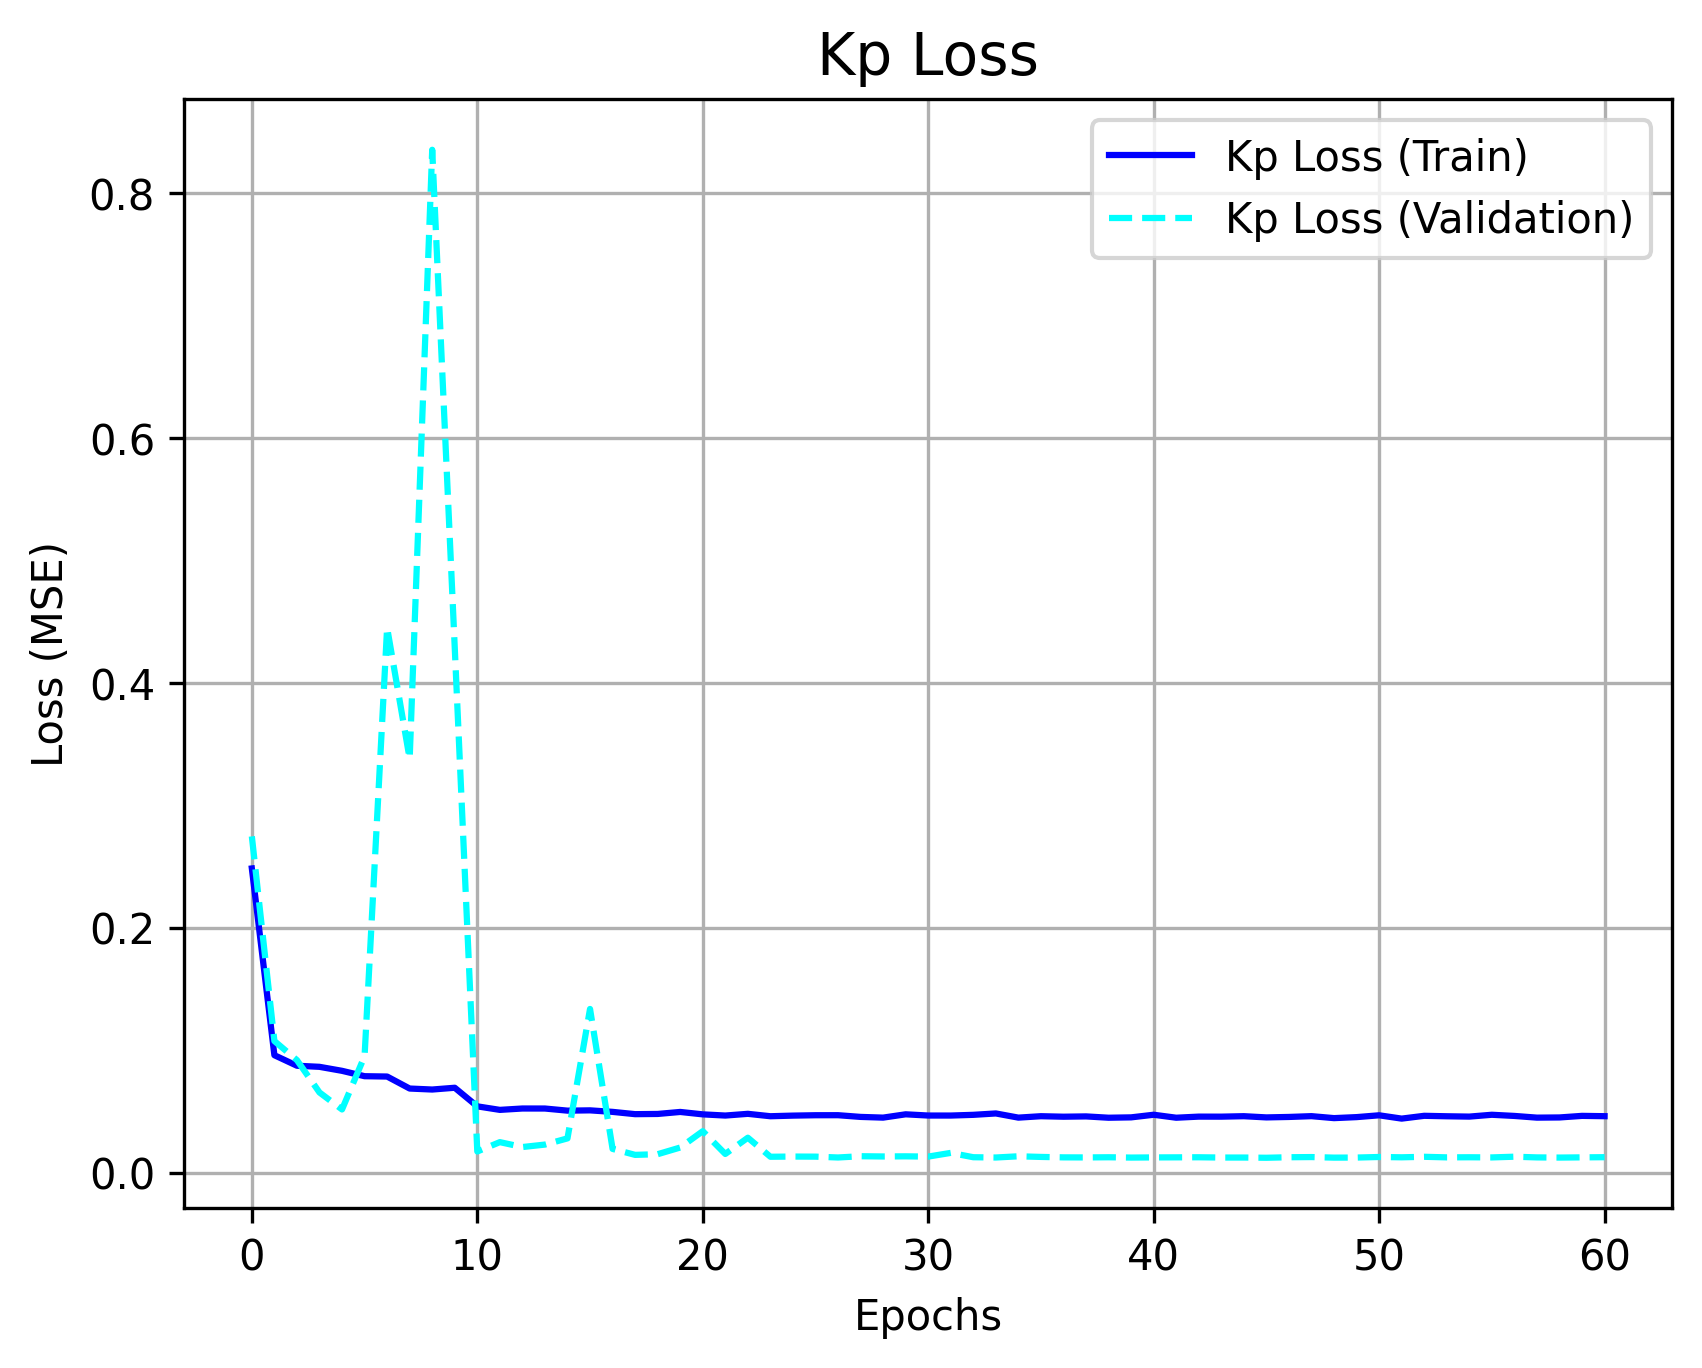 Kp Loss
Kp Loss (Train)
Kp Loss (Validation)
Loss (MSE)
0.8
0.6
0.4
0.2
0.0
0 10 20 30 40 50 60
Epochs